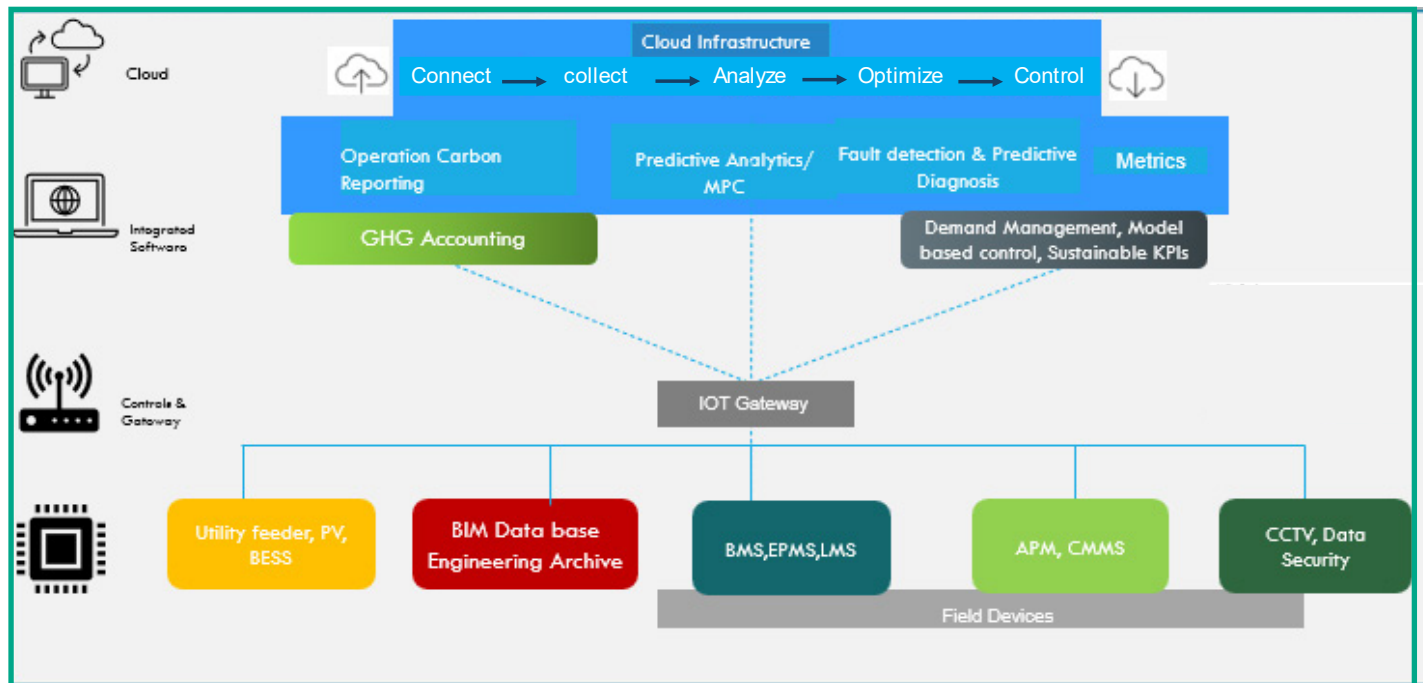 Cloud Infrastructure
Cloud
Connect
collect
Analyze
Optimize
Control
Operation Carbon
Reporting
Predictive Analytics/
MPC
Fault detection & Predictive
Diagnosis
Metrics
Integrated
Software
GHG Accounting
Demand Management, Model
based control, Sustainable KPIs
Controls &
Gateway
IOT Gateway
Utility feeder, PV,
BESS
BIM Data base
Engineering Archive
BMS,EPMS,LMS
APM, CMMS
CCTV, Data
Security
Field Devices